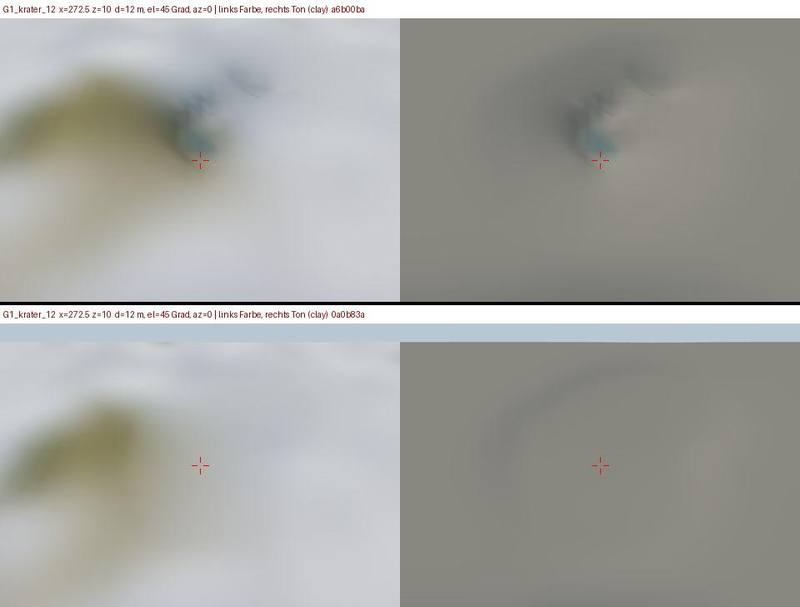 G1_krater_12 x=272.5 z=10 d=12 m, el=45 Grad, az=0 | links Farbe, rechts Ton (clay) a6b00ba
G1_krater_12 x=272.5 z=10 d=12 m, el=45 Grad, az=0 | links Farbe, rechts Ton (clay) 0a0b83a